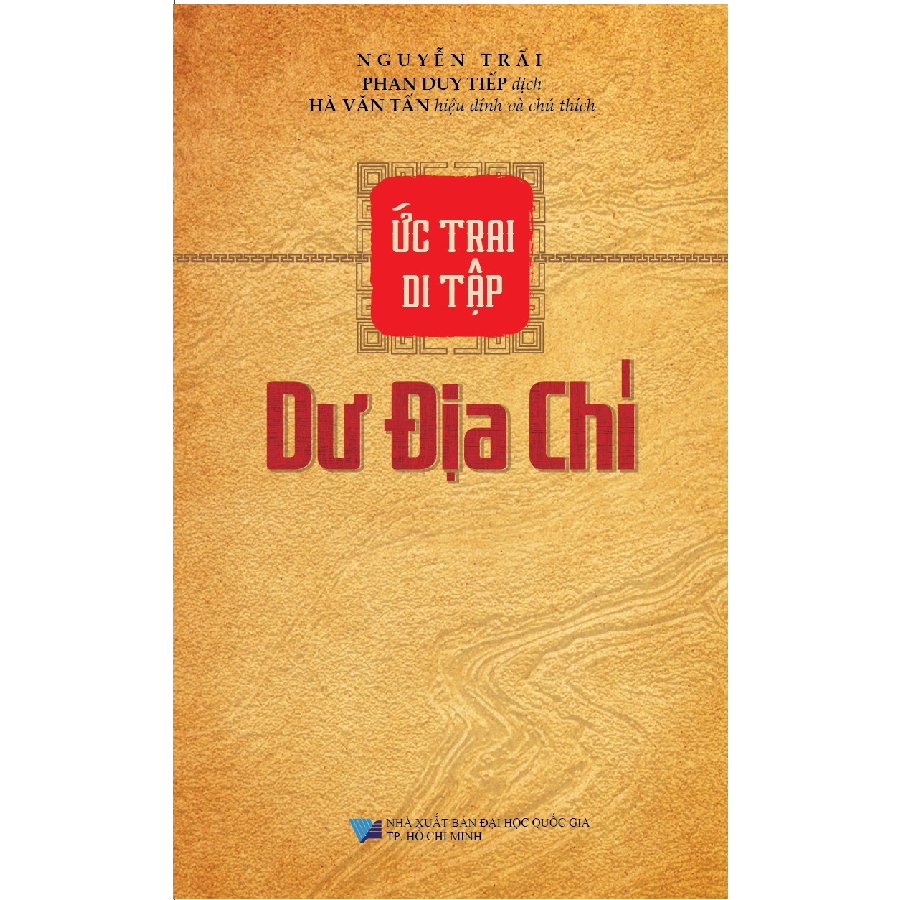 NGUYỄN TRÃI
PHAN DUY TIẾP dịch
HÀ VĂN TẤN hiệu đính và chú thích
ỨC TRAI
DI TẬP
Dư Địa Chí
NHÀ XUẤT BẢN ĐẠI HỌC QUỐC GIA
TP. HỒ CHÍ MINH